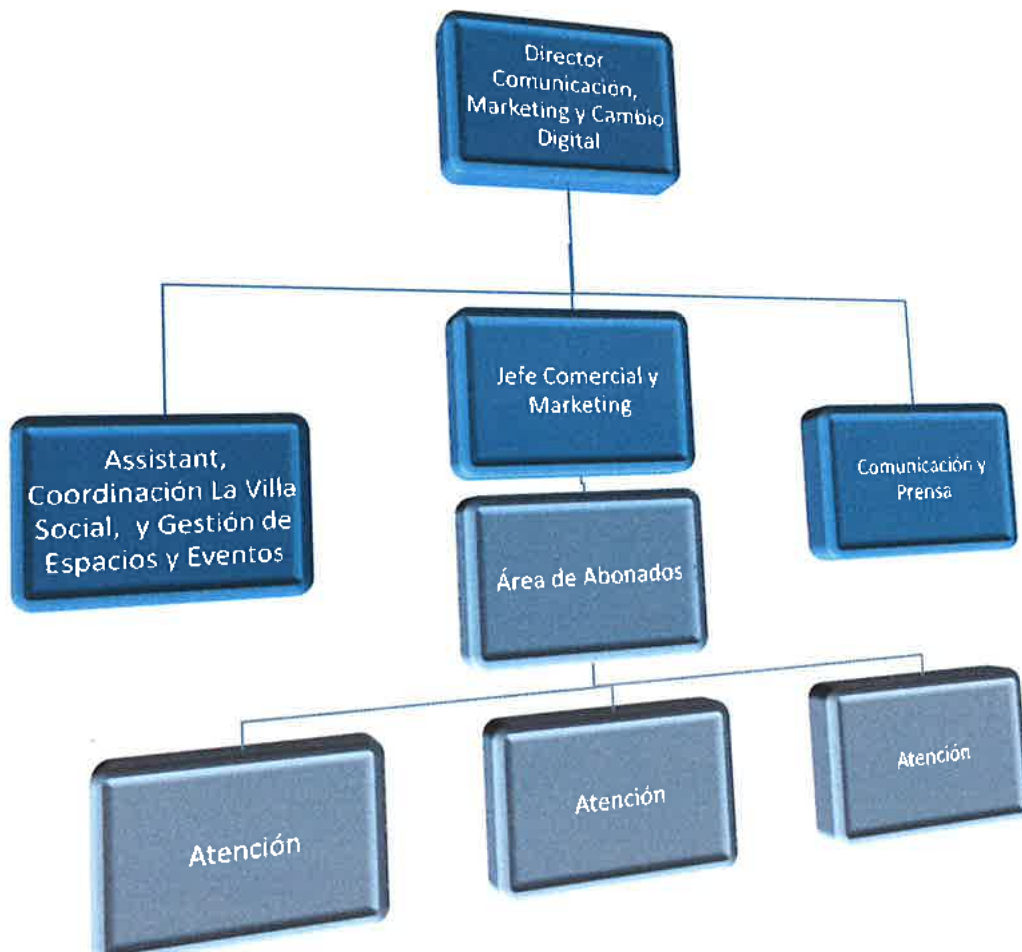 Director
Comunicación,
Marketing y Cambio
Digital
Jefe Comercial y
Marketing
Assistant,
Coordinación La Villa
Social, y Gestión de
Espacios y Eventos
Comunicación y
Prensa
Área de Abonados
Atención
Atención
Atención